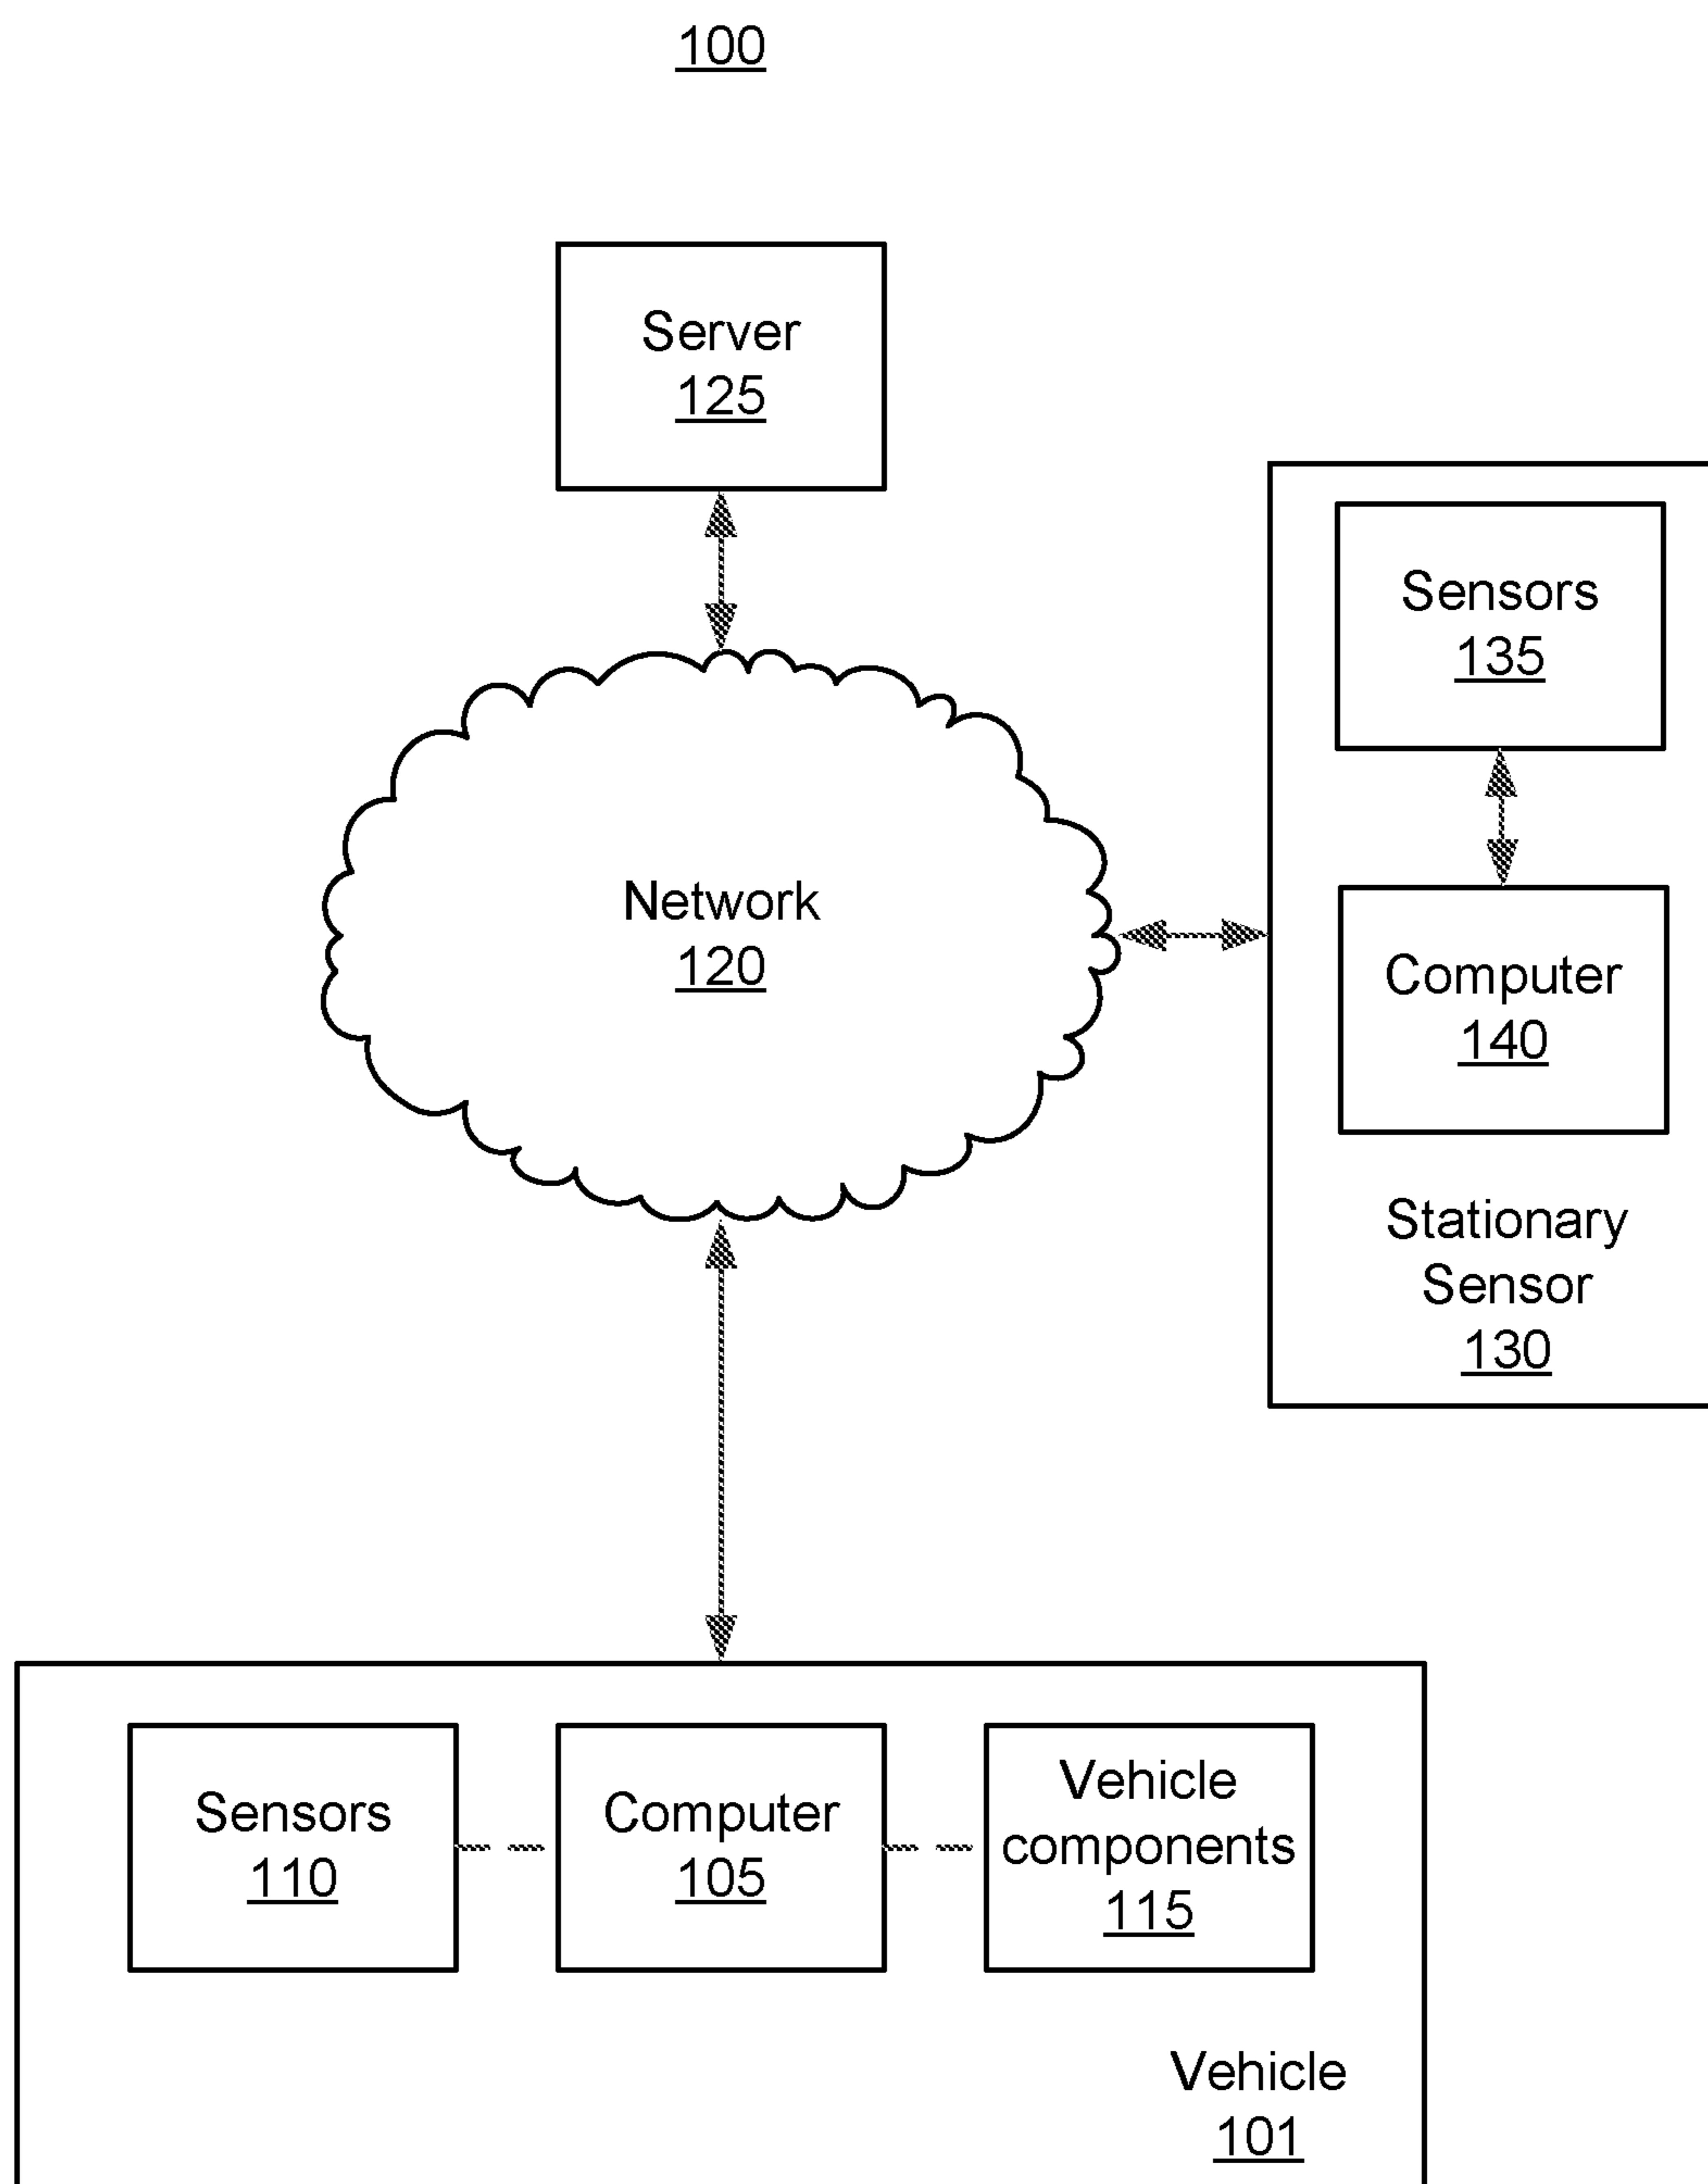 100
Server
125
Sensors
135
Network
120
Computer
140
Stationary
Sensor
130
Sensors
110
Computer
105
Vehicle
components
115
Vehicle
101